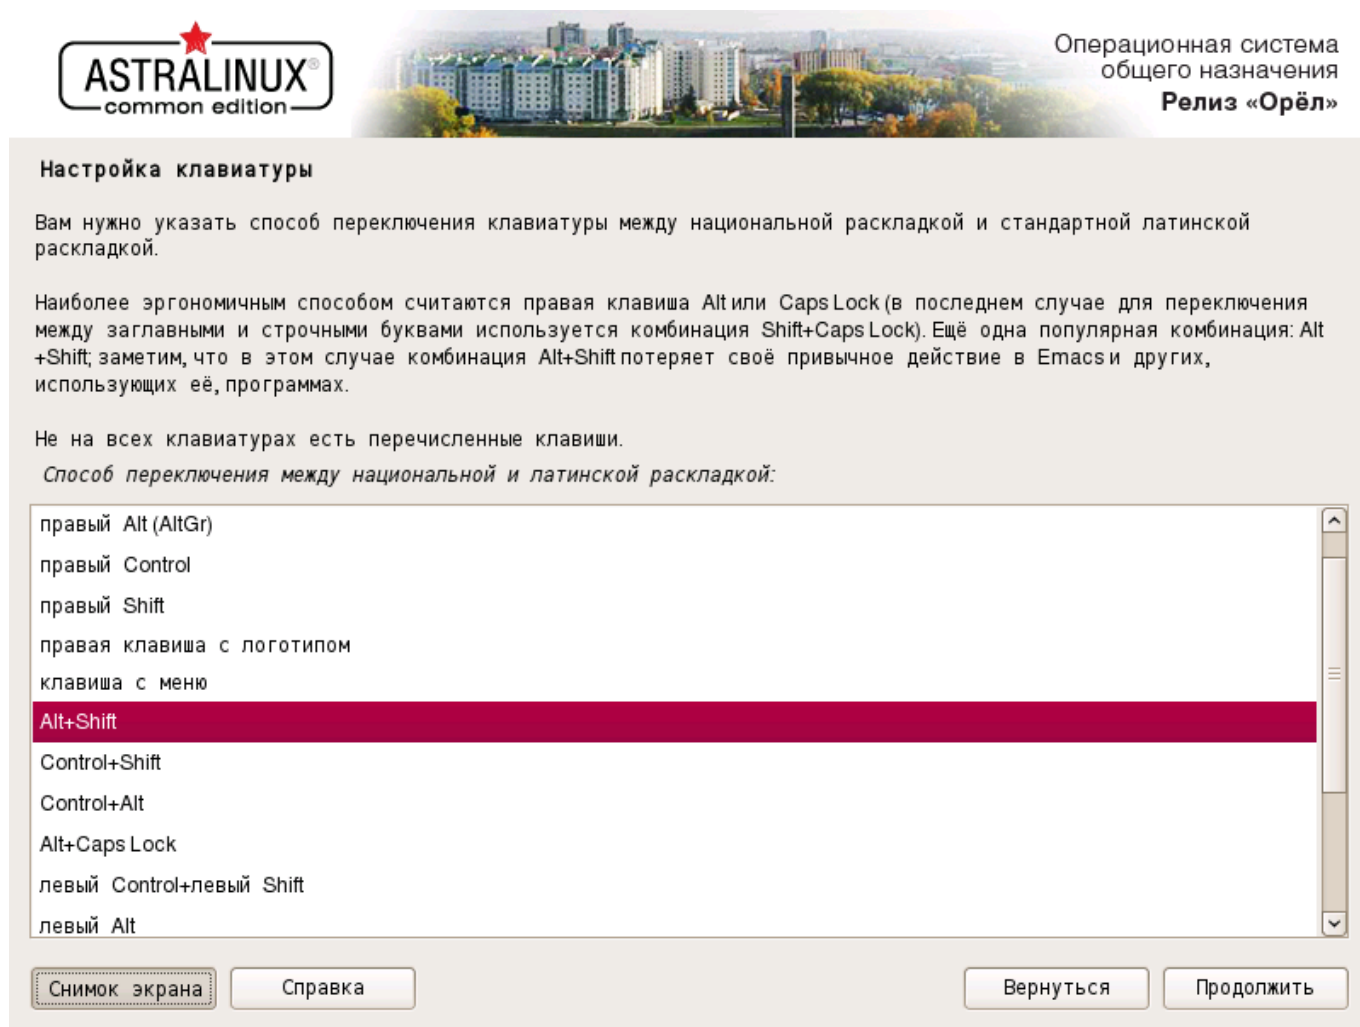 ASTRALINUX®
common edition
Операционная система
общего назначения
Релиз «Орёл»
Настройка клавиатуры
Вам нужно указать способ переключения клавиатуры между национальной раскладкой и стандартной латинской
раскладкой.
Наиболее эргономичным способом считаются правая клавиша Alt или Caps Lock (в последнем случае для переключения
между заглавными и строчными буквами используется комбинация Shift+Caps Lock). Ещё одна популярная комбинация: Alt
+Shift; заметим, что в этом случае комбинация Alt+Shift потеряет своё привычное действие в Emacs и других,
использующих её, программах.
Не на всех клавиатурах есть перечисленные клавиши.
Способ переключения между национальной и латинской раскладкой:
правый Alt (AltGr)
правый Control
правый Shift
правая клавиша с логотипом
клавиша с меню
Alt+Shift
Control+Shift
Control+Alt
Alt+Caps Lock
левый Control+левый Shift
левый Alt
Снимок экрана
Справка
Вернуться
Продолжить